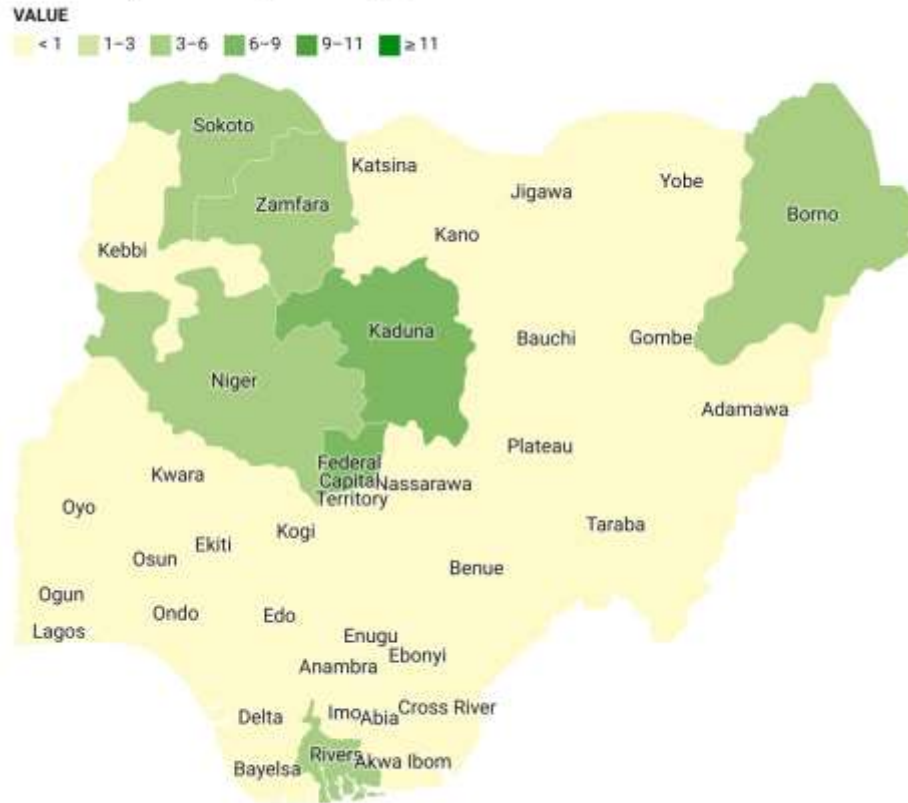 VALUE
< 1 1–3 3–6 6–9 9–11 ≥ 11
Sokoto
Katsina
Zamfara
Jigawa
Yobe
Borno
Kano
Kebbi
Kaduna
Bauchi
Gombe
Niger
Adamawa
Plateau
Federal
Capital
Territory
Nassarawa
Kwara
Oyo
Taraba
Kogi
Ekiti
Osun
Benue
Ogun
Ondo
Edo
Lagos
Enugu
Ebonyi
Anambra
Cross River
Imo
Abia
Delta
Rivers
Akwa Ibom
Bayelsa